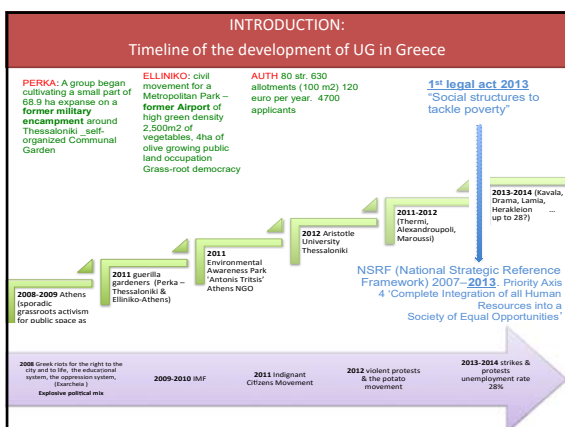 INTRODUCTION:
Timeline of the development of UG in Greece
PERKA: A group began
cultivating a small part of
68.9 ha expanse on a
former military
encampment around
Thessaloniki _self-
organized Communal
Garden
ELLINIKO: civil
movement for a
Metropolitan Park –
former Airport of
high green density
2,500m2 of
vegetables, 4ha of
olive growing public
land occupation
Grass-root democracy
AUTH 80 str. 630
allotments (100 m2) 120
euro per year. 4700
applicants
1st legal act 2013
"Social structures to
tackle poverty"
2008-2009 Athens
(sporadic
grassroots activism
for public space as
2011 guerilla
gardeners (Perka –
Thessaloniki &
Elliniko-Athens)
2011
Environmental
Awareness Park
'Antonis Tritsis'
Athens NGO
2012 Aristotle
University
Thessaloniki
2011-2012
(Thermi,
Alexandroupoli,
Maroussi)
2013-2014 (Kavala,
Drama, Lamia,
Herakleion ...
up to 28?)
NSRF (National Strategic Reference
Framework) 2007–2013. Priority Axis
4 'Complete Integration of all Human
Resources into a
Society of Equal Opportunities'
2008 Greek riots for the right to the
city and to life, the educational
system, the oppression system,
(Exarcheia )
Explosive political mix
2009-2010 IMF
2011 Indignant
Citizens Movement
2012 violent protests
& the potato
movement
2013-2014 strikes &
protests
unemployment rate
28%